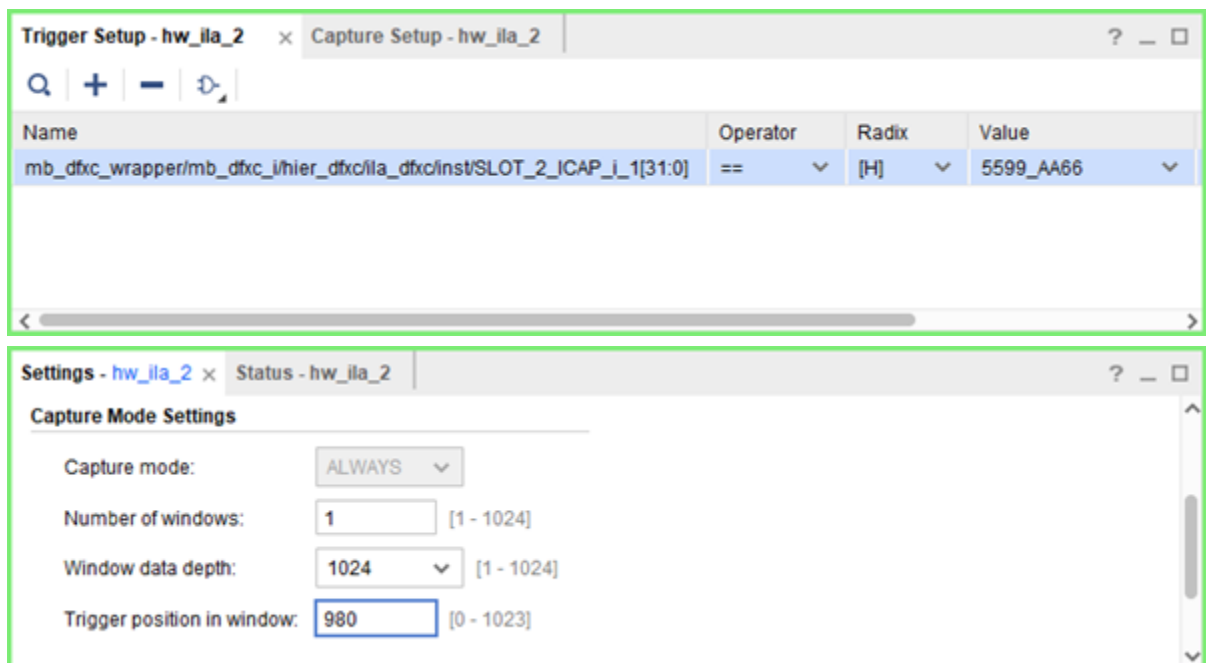 Trigger Setup - hw_ila_2 × Capture Setup - hw_ila_2 ? _ □
Name Operator Radix Value
mb_dfxc_wrapper/mb_dfxc_i/hier_dfxc/ila_dfxc/inst/SLOT_2_ICAP_i_1[31:0] == [H] 5599_AA66
Settings - hw_ila_2 × Status - hw_ila_2 ? _ □
Capture Mode Settings
Capture mode: ALWAYS
Number of windows: 1 [1 - 1024]
Window data depth: 1024 [1 - 1024]
Trigger position in window: 980 [0 - 1023]